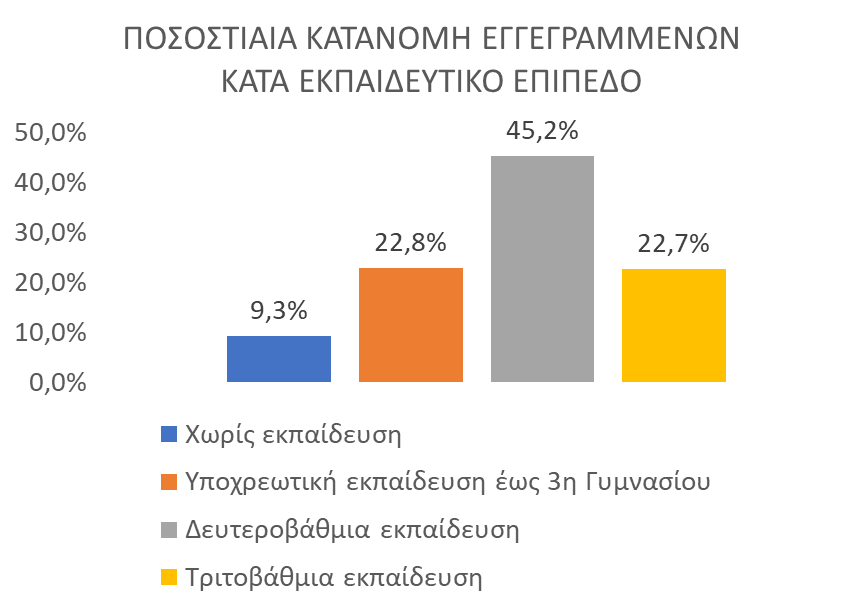 ΠΟΣΟΣΤΙΑΙΑ ΚΑΤΑΝΟΜΗ ΕΓΓΕΓΡΑΜΜΕΝΩΝ
ΚΑΤΑ ΕΚΠΑΙΔΕΥΤΙΚΟ ΕΠΙΠΕΔΟ
50,0%
40,0%
30,0%
20,0%
10,0%
0,0%
9,3%
22,8%
45,2%
22,7%
Χωρίς εκπαίδευση
Υποχρεωτική εκπαίδευση έως 3η Γυμνασίου
Δευτεροβάθμια εκπαίδευση
Τριτοβάθμια εκπαίδευση